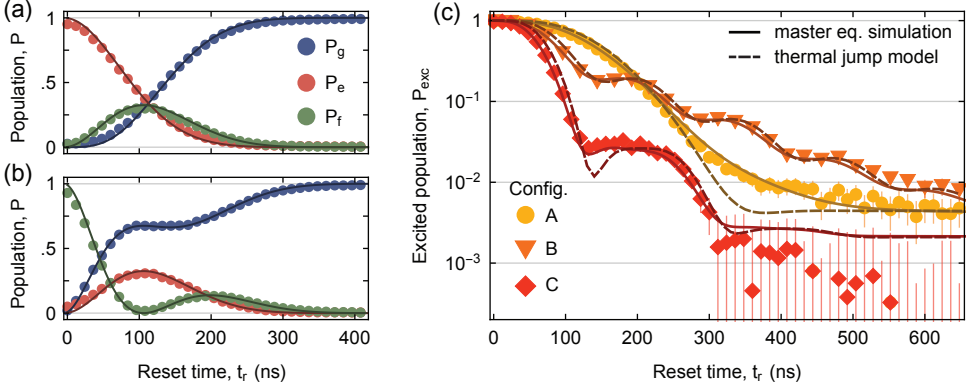 (a)
Population, P
1
.5
0
P_g
P_e
P_f
(b)
Population, P
1
.5
0
0 100 200 300 400
Reset time, t_r (ns)
(c)
Excited population, P_exc
10^0
10^-1
10^-2
10^-3
master eq. simulation
thermal jump model
Config.
A
B
C
0 100 200 300 400 500 600
Reset time, t_r (ns)